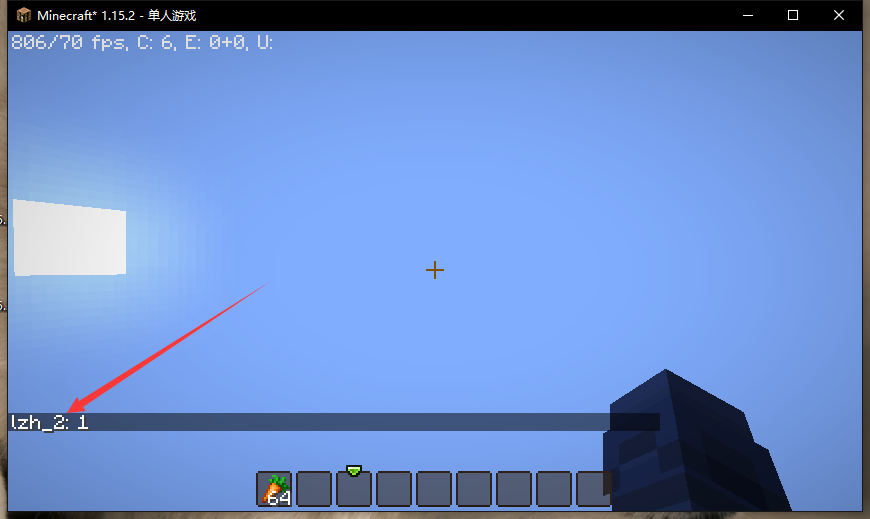 Minecraft* 1.15.2 - 单人游戏
806/70 fps, C: 6, E: 0+0, U:
lzh_2: 1
64